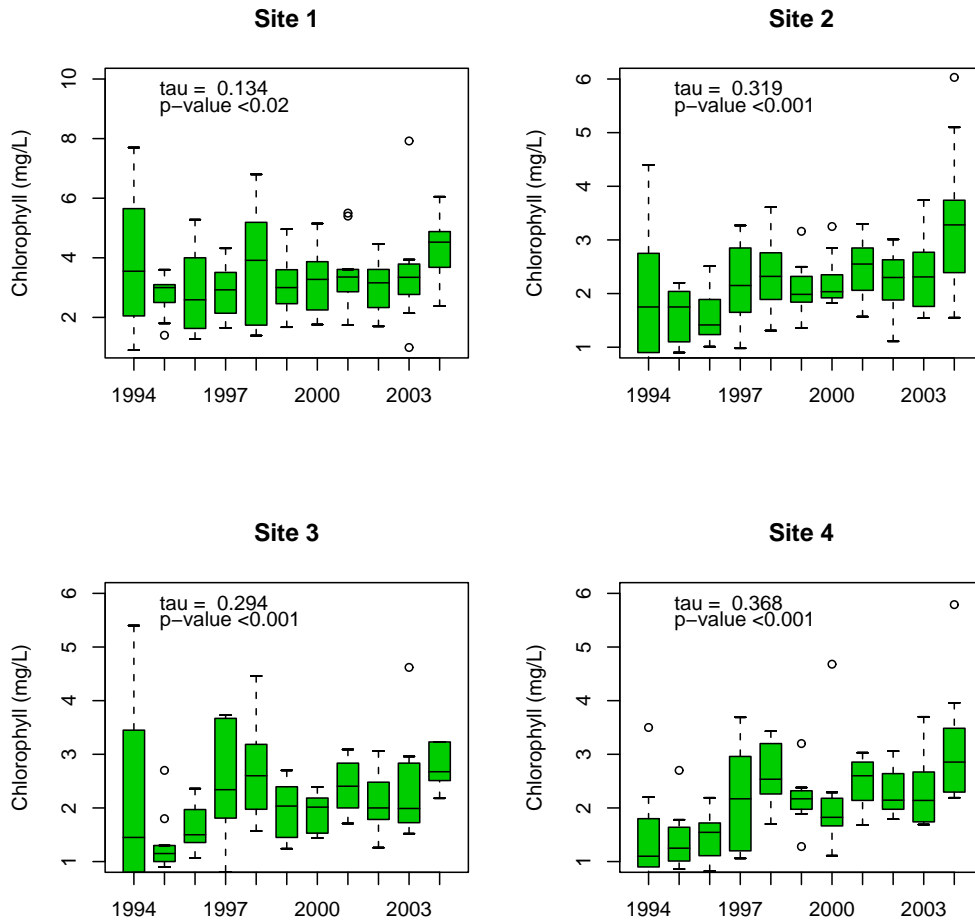 Site 1
tau =  0.134
p−value <0.02
Chlorophyll (mg/L)
10
8
6
4
2
1994 1997 2000 2003
Site 2
tau =  0.319
p−value <0.001
Chlorophyll (mg/L)
6
5
4
3
2
1
1994 1997 2000 2003
Site 3
tau =  0.294
p−value <0.001
Chlorophyll (mg/L)
6
5
4
3
2
1
1994 1997 2000 2003
Site 4
tau =  0.368
p−value <0.001
Chlorophyll (mg/L)
6
5
4
3
2
1
1994 1997 2000 2003